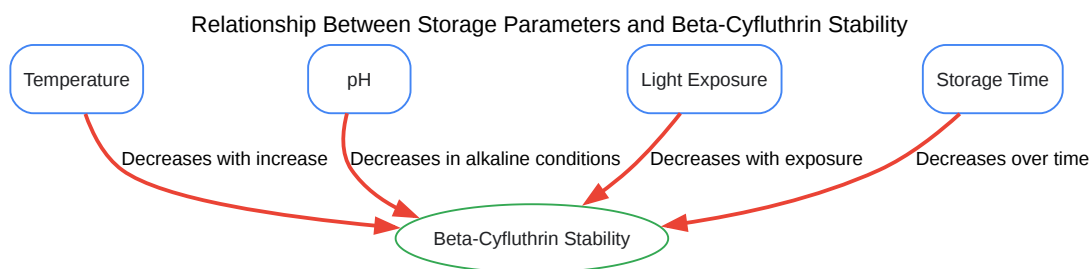 Relationship Between Storage Parameters and Beta-Cyfluthrin Stability
Temperature
pH
Light Exposure
Storage Time
Decreases with increase
Decreases in alkaline conditions
Decreases with exposure
Decreases over time
Beta-Cyfluthrin Stability